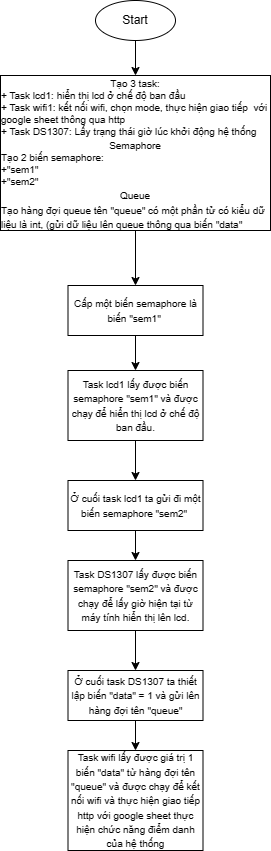 Start
Tạo 3 task:
+ Task lcd1: hiển thị lcd ở chế độ ban đầu
+ Task wifi1: kết nối wifi, chọn mode, thực hiện giao tiếp  với
google sheet thông qua http
+ Task DS1307: Lấy trạng thái giờ lúc khởi động hệ thống
Semaphore
Tạo 2 biến semaphore:
+"sem1"
+"sem2"
Queue
Tạo hàng đợi queue tên "queue" có một phần tử có kiểu dữ
liệu là int, (gửi dữ liệu lên queue thông qua biến "data"
Cấp một biến semaphore là
biến "sem1"
Task lcd1 lấy được biến
semaphore "sem1" và được
chạy để hiển thị lcd ở chế độ
ban đầu.
Ở cuối task lcd1 ta gửi đi một
biến semaphore "sem2"
Task DS1307 lấy được biến
semaphore "sem2" và được
chạy để lấy giờ hiện tại từ
máy tính hiển thị lên lcd.
Ở cuối task DS1307 ta thiết
lập biến "data" = 1 và gửi lên
hàng đợi tên "queue"
Task wifi lấy được giá trị 1
biến "data" từ hàng đợi tên
"queue" và được chạy để kết
nối wifi và thực hiện giao tiếp
http với google sheet thực
hiện chức năng điểm danh
của hệ thống